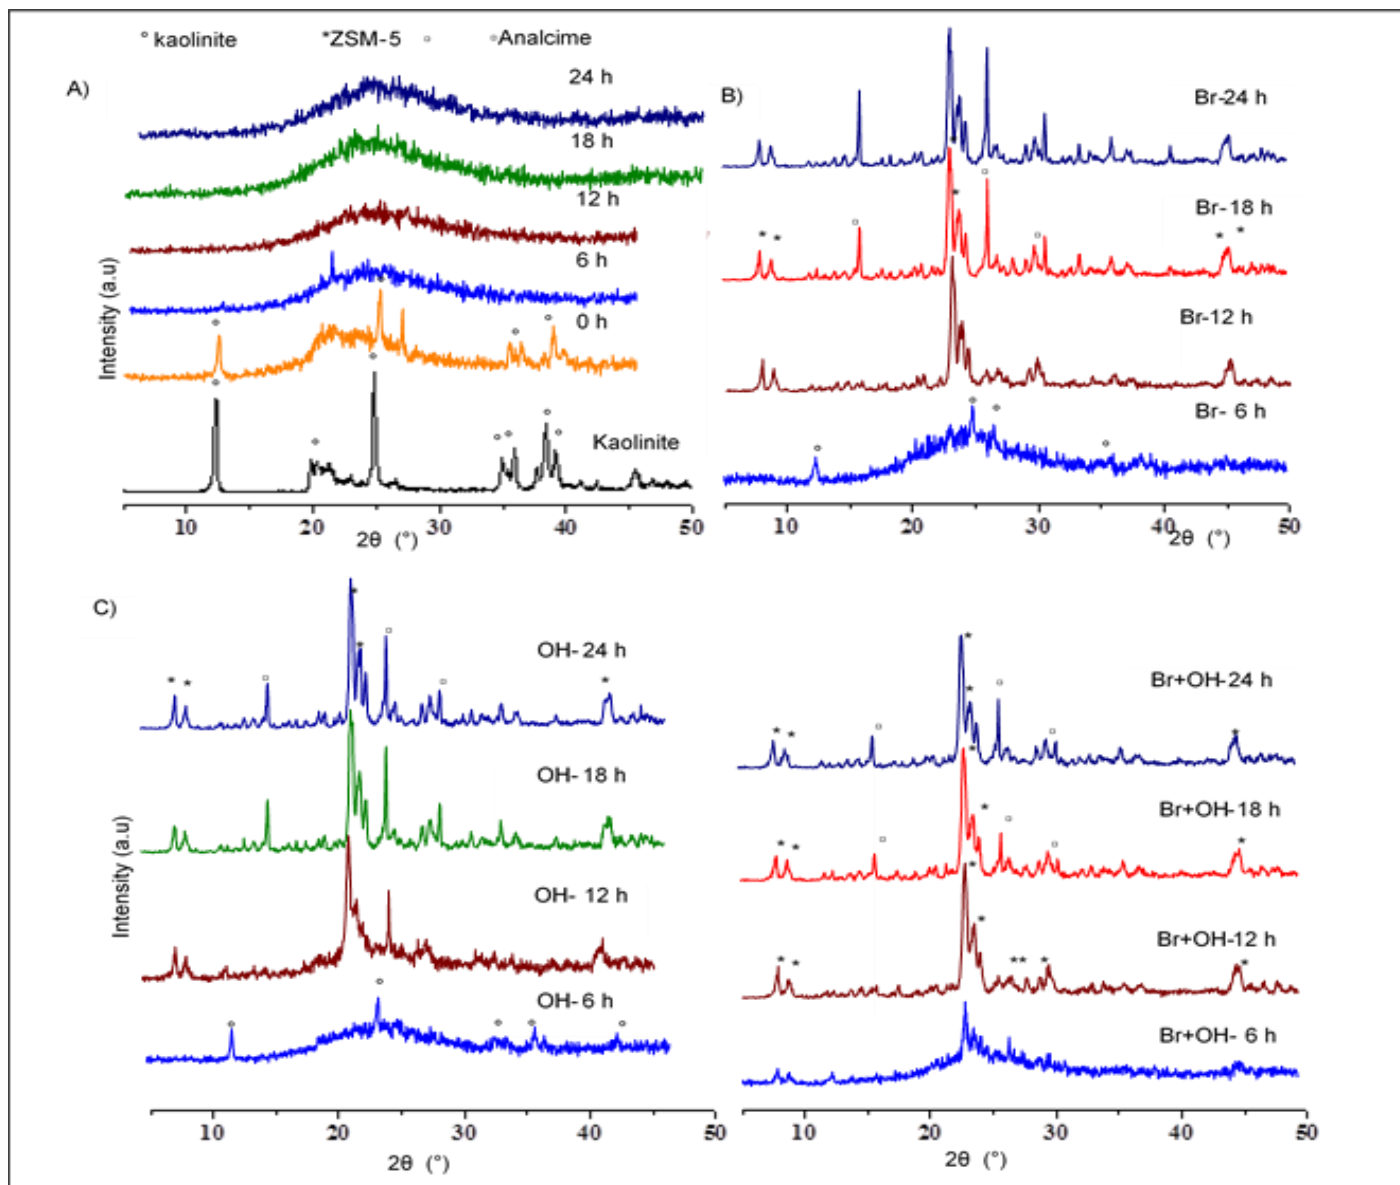 ° kaolinite *ZSM-5 ▫ ◦Analcime
A)
24 h
18 h
12 h
6 h
0 h
Kaolinite
Intensity (a.u)
10 20 30 40 50
2θ (°)
B)
Br-24 h
Br- 18 h
Br-12 h
Br- 6 h
10 20 30 40 50
2θ (°)
C)
OH- 24 h
OH- 18 h
OH- 12 h
OH- 6 h
Intensity (a.u)
10 20 30 40 50
2θ (°)
Br+OH-24 h
Br+OH-18 h
Br+OH-12 h
Br+OH- 6 h
10 20 30 40 50
2θ (°)